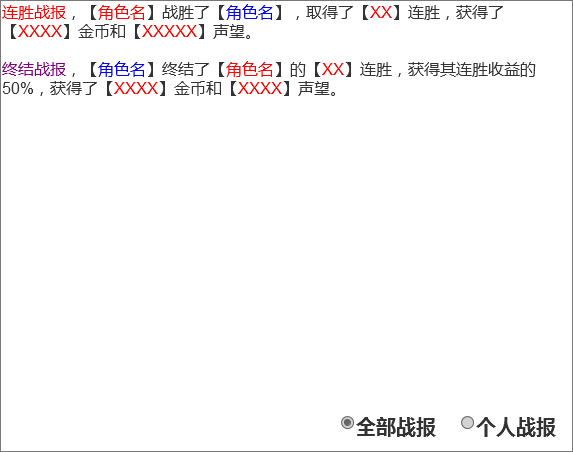 连胜战报，【角色名】战胜了【角色名】，取得了【XX】连胜，获得了
【XXXX】金币和【XXXXX】声望。
终结战报，【角色名】终结了【角色名】的【XX】连胜，获得其连胜收益的
50%，获得了【XXXX】金币和【XXXX】声望。
全部战报 个人战报